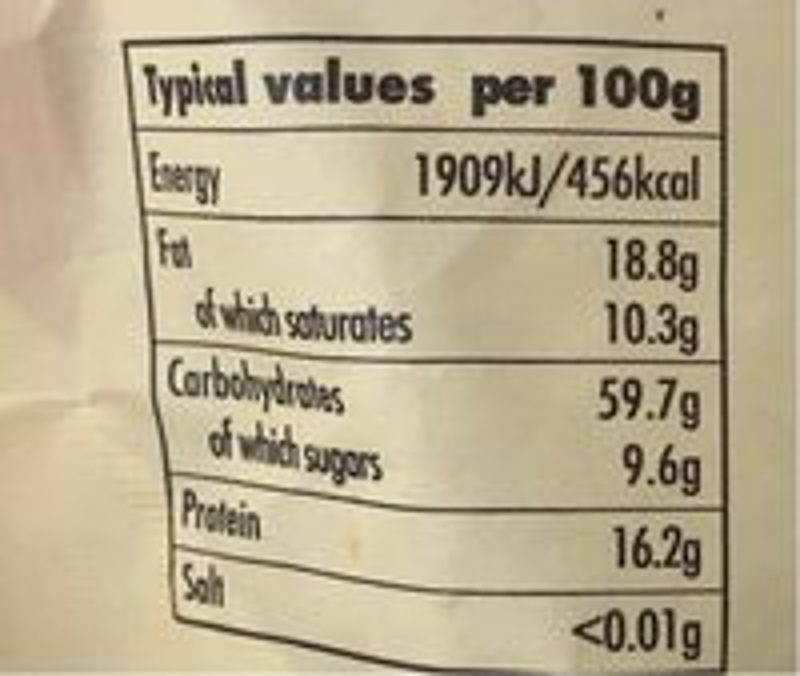 Typical values per 100g
Energy 1909kJ/456kcal
Fat 18.8g
of which saturates 10.3g
Carbohydrates 59.7g
of which sugars 9.6g
Protein 16.2g
Salt <0.01g